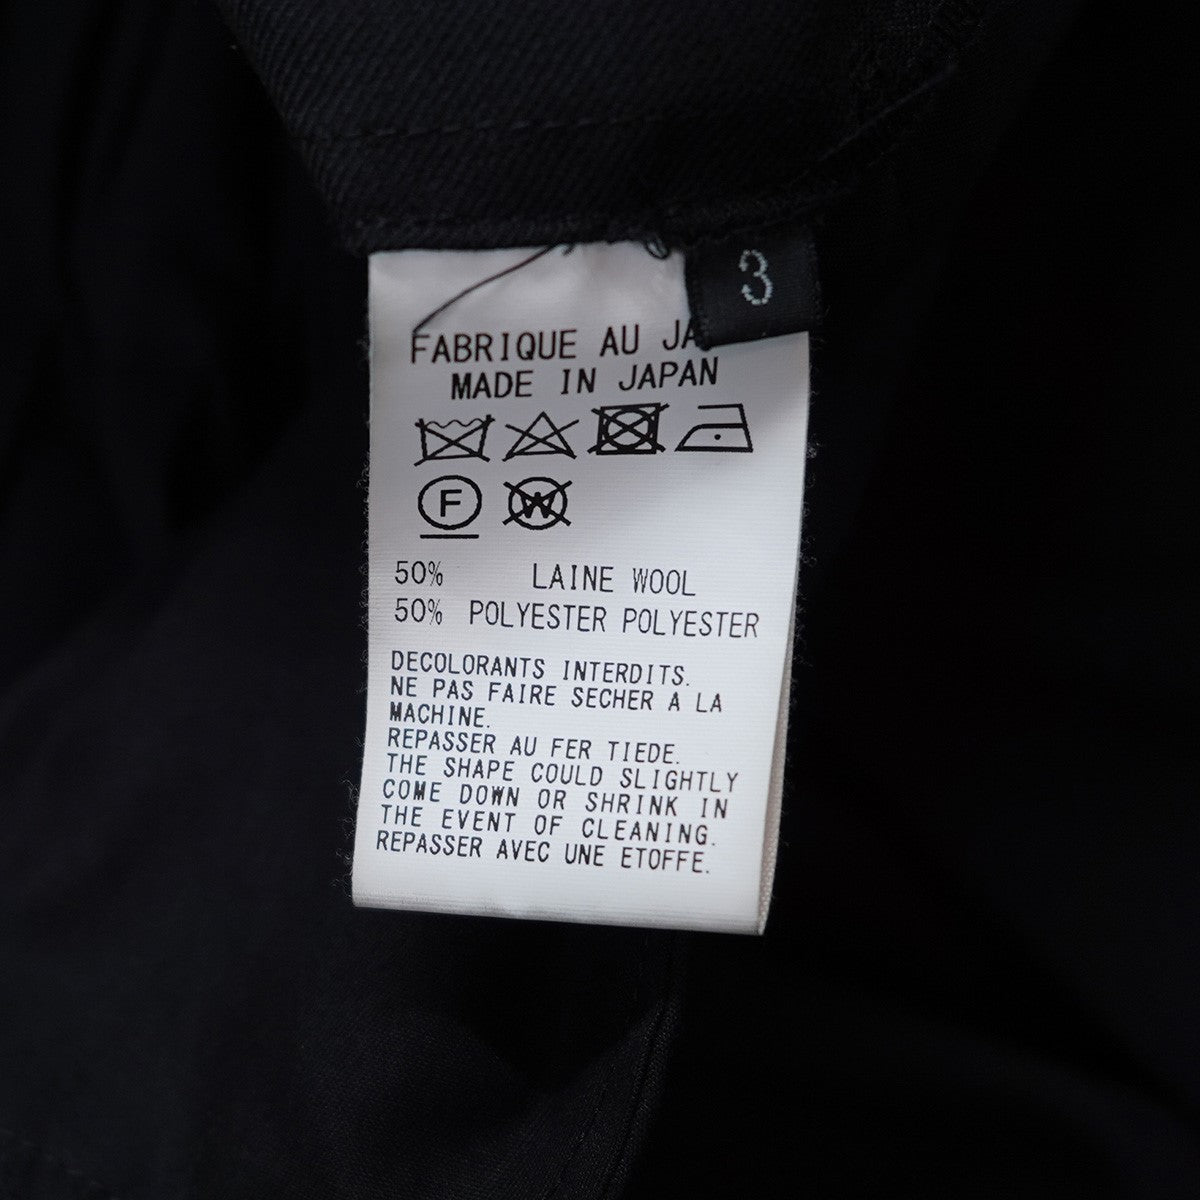 3
FABRIQUE AU
MADE IN JAPAN
F W
50% LAINE WOOL
50% POLYESTER POLYESTER
DECOLORANTS INTERDITS.
NE PAS FAIRE SECHER A LA
MACHINE.
REPASSER AU FER TIEDE.
THE SHAPE COULD SLIGHTLY
COME DOWN OR SHRINK IN
THE EVENT OF CLEANING.
REPASSER AVEC UNE ETOFFE.